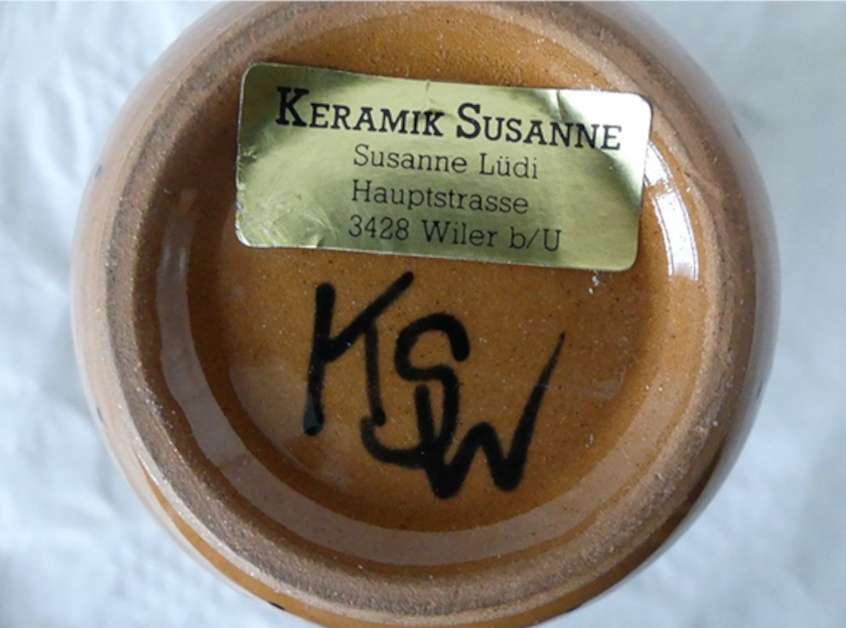 KERAMIK SUSANNE
Susanne Lüdi
Hauptstrasse
3428 Wiler b/U
KSW